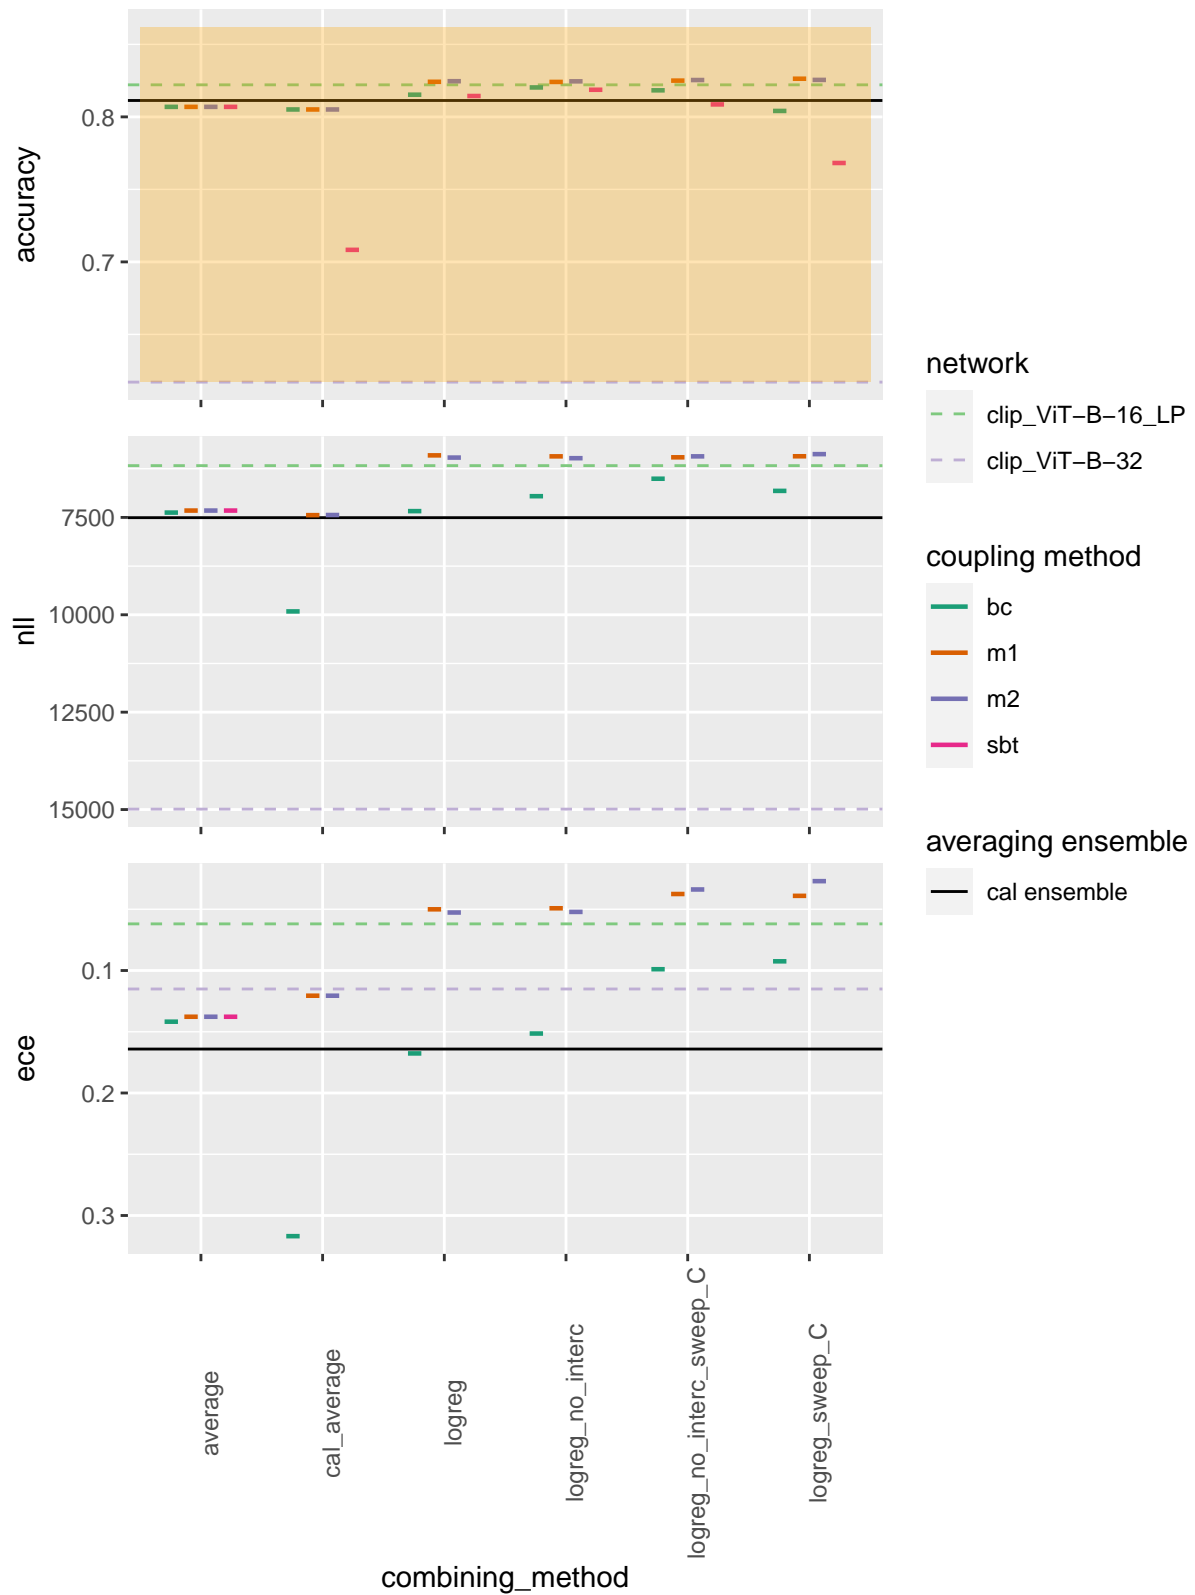 accuracy
0.8
0.7
nll
7500
10000
12500
15000
ece
0.1
0.2
0.3
average
cal_average
logreg
logreg_no_interc
logreg_no_interc_sweep_C
logreg_sweep_C
combining_method
network
clip_ViT−B−16_LP
clip_ViT−B−32
coupling method
bc
m1
m2
sbt
averaging ensemble
cal ensemble